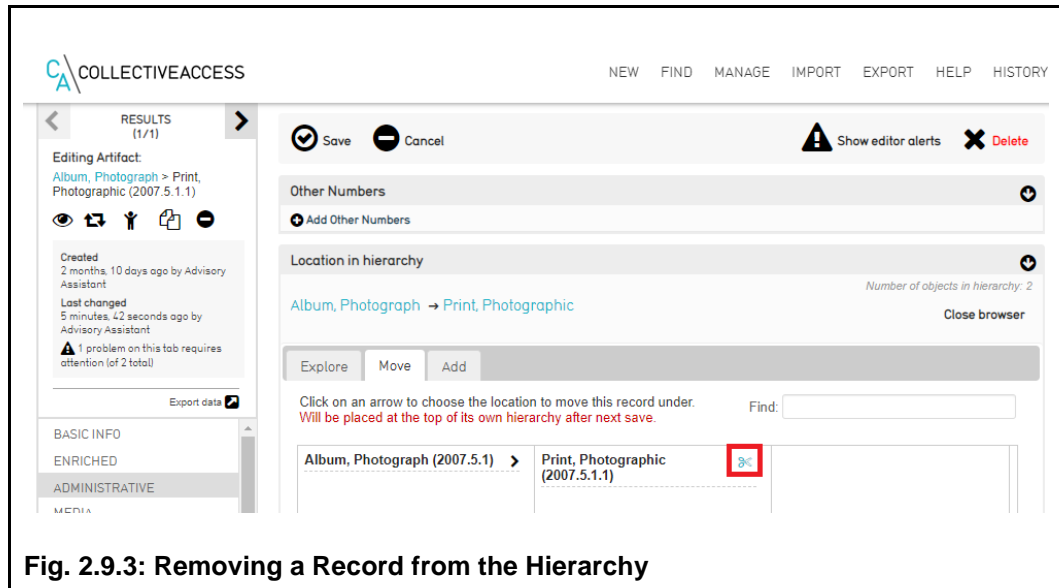 CA COLLECTIVEACCESS
NEW FIND MANAGE IMPORT EXPORT HELP HISTORY
RESULTS
(1/1)
Editing Artifact:
Album, Photograph > Print,
Photographic (2007.5.1.1)
Created
2 months, 10 days ago by Advisory
Assistant
Last changed
5 minutes, 42 seconds ago by
Advisory Assistant
1 problem on this tab requires
attention (of 2 total)
Export data
BASIC INFO
ENRICHED
ADMINISTRATIVE
MEDIA
Save Cancel Show editor alerts Delete
Other Numbers
Add Other Numbers
Location in hierarchy
Number of objects in hierarchy: 2
Album, Photograph → Print, Photographic
Close browser
Explore Move Add
Click on an arrow to choose the location to move this record under.
Will be placed at the top of its own hierarchy after next save.
Find:
Album, Photograph (2007.5.1)
Print, Photographic
(2007.5.1.1)
Fig. 2.9.3: Removing a Record from the Hierarchy